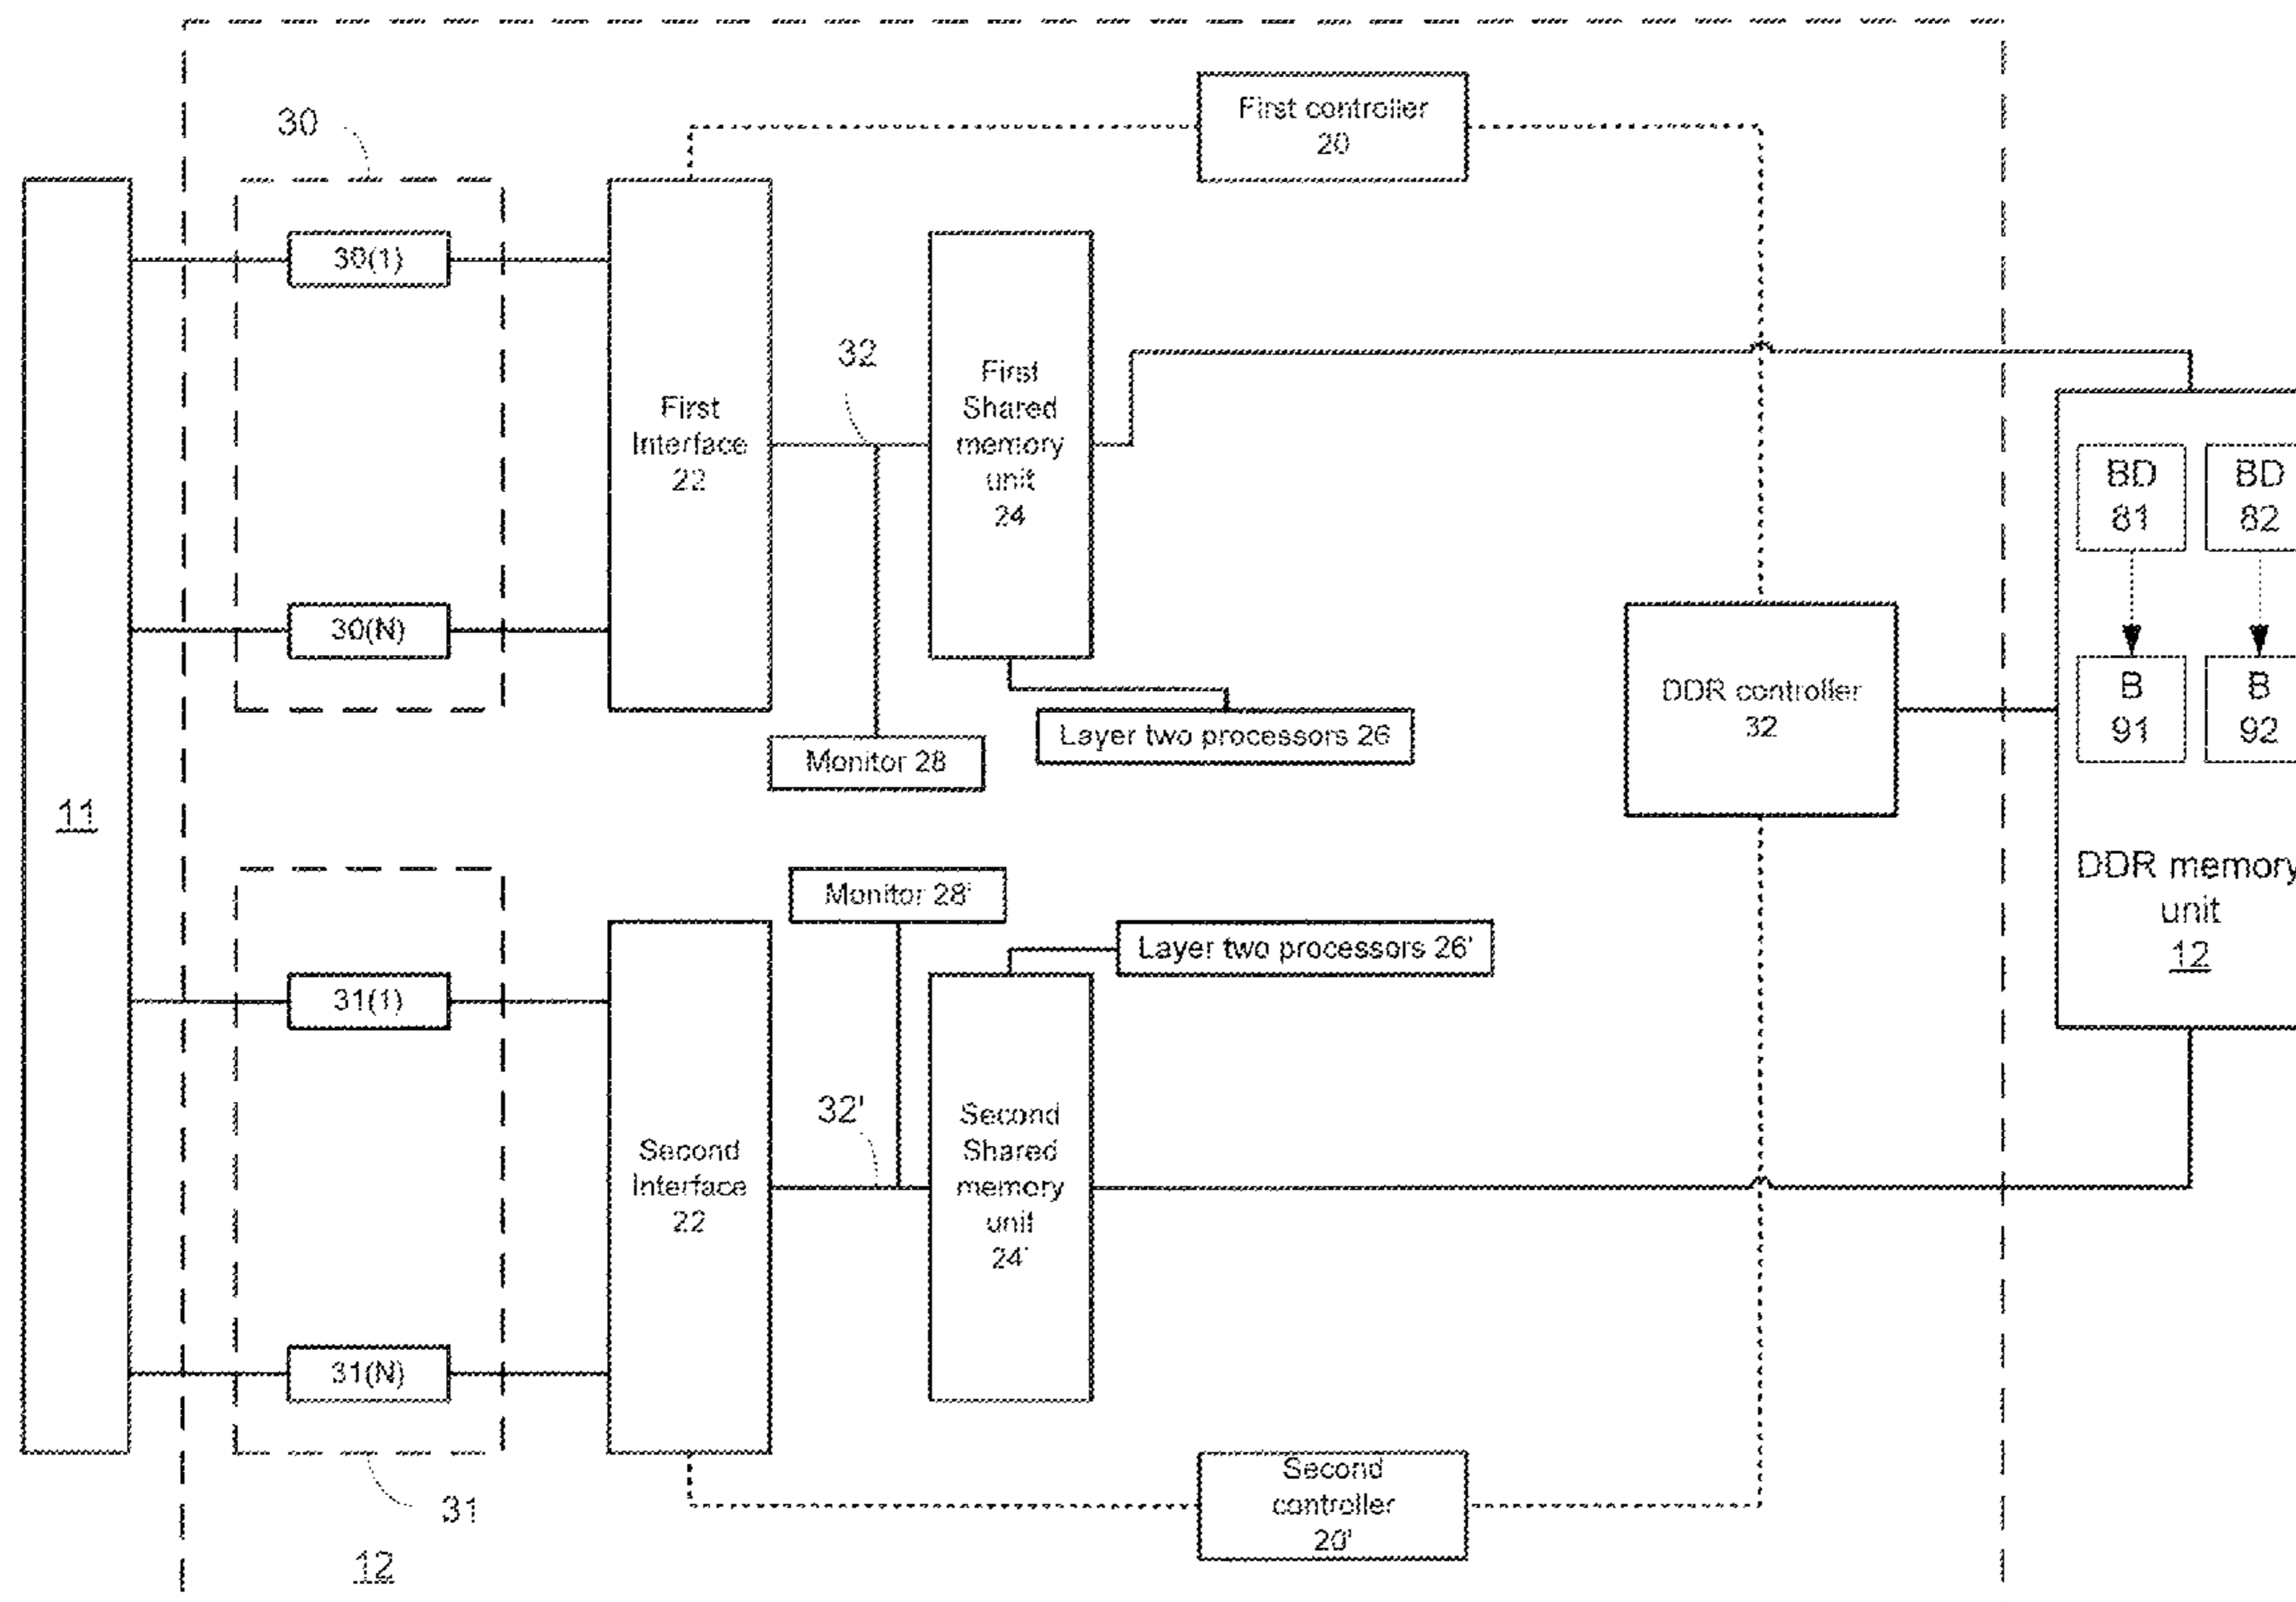 First controller
20
30
30(1)
32
First
Interface
22
First
Shared
memory
unit
24
BD
81
BD
82
30(N)
B
91
B
92
DDR controller
32
Layer two processors 26
Monitor 28
11
DDR memory
unit
12
Monitor 28'
Layer two processors 26'
31(1)
32'
Second
Interface
22
Second
Shared
memory
unit
24'
31(N)
31
12
Second
controller
20'